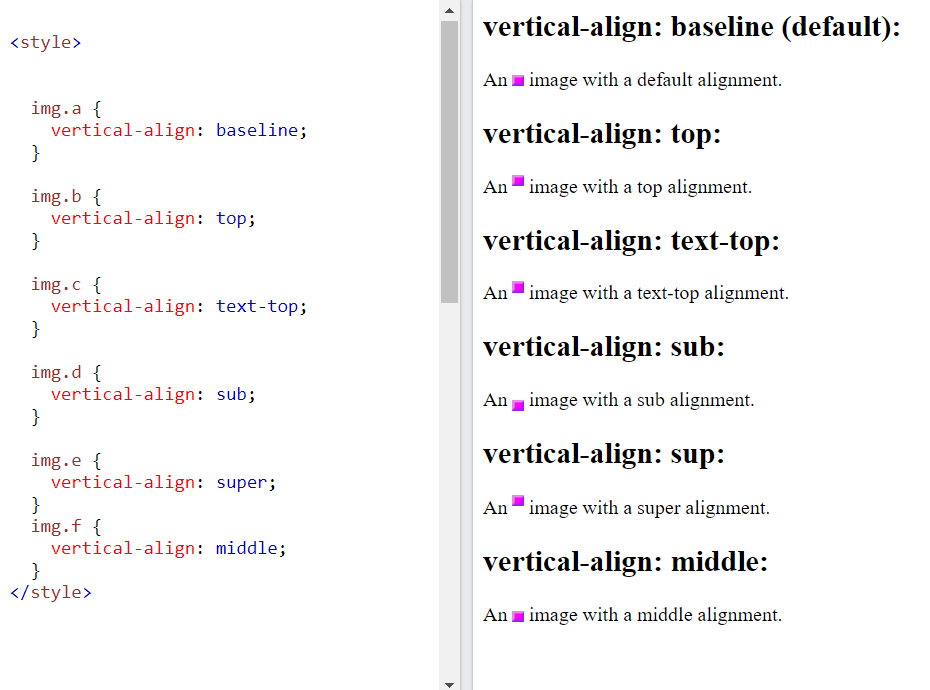 <style>
img.a {
vertical-align: baseline;
}
img.b {
vertical-align: top;
}
img.c {
vertical-align: text-top;
}
img.d {
vertical-align: sub;
}
img.e {
vertical-align: super;
}
img.f {
vertical-align: middle;
}
</style>
vertical-align: baseline (default):
An image with a default alignment.
vertical-align: top:
An image with a top alignment.
vertical-align: text-top:
An image with a text-top alignment.
vertical-align: sub:
An image with a sub alignment.
vertical-align: sup:
An image with a super alignment.
vertical-align: middle:
An image with a middle alignment.